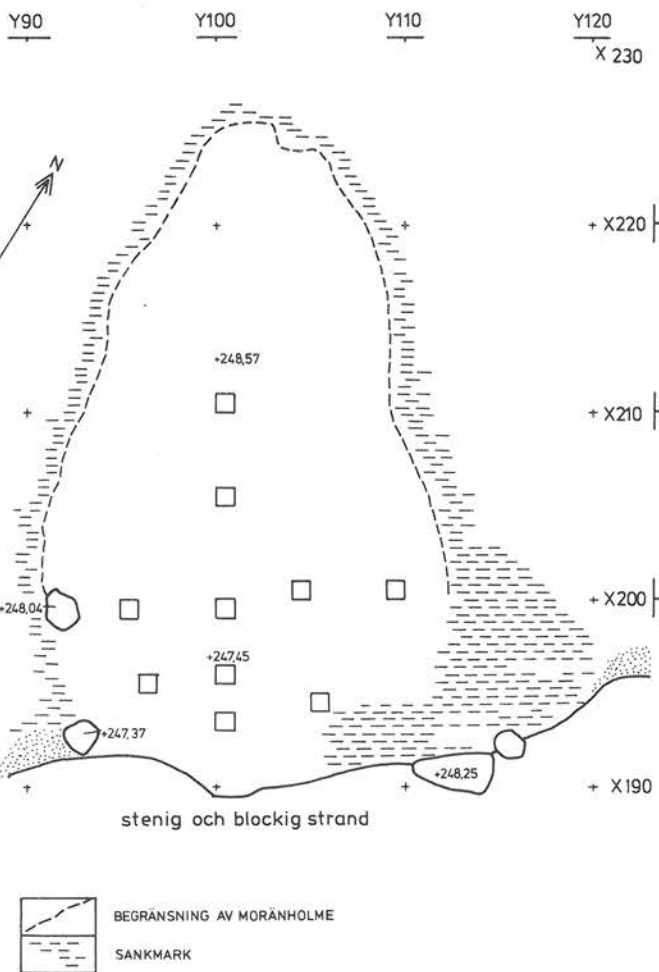 Y90 Y100 Y110 Y120
X 230
N
X220
+248,57
X210
+248,04
X200
+247,45
+247,37
+248,25
X190
stenig och blockig strand
BEGRÄNSNING AV MORÄNHOLME
SANKMARK